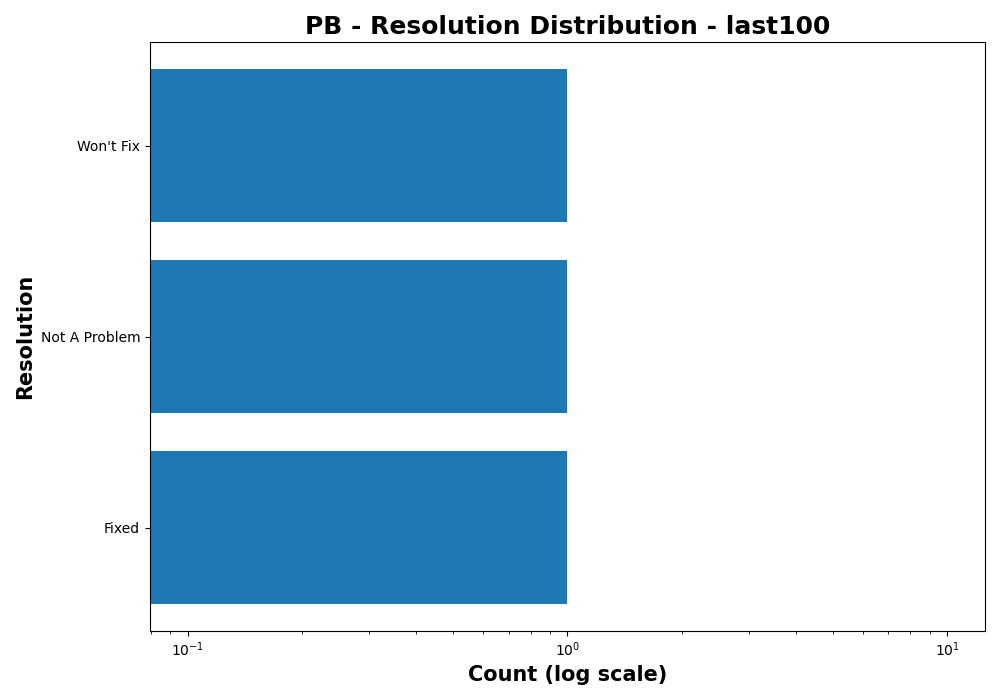 PB - Resolution Distribution - last100
Won't Fix
Not A Problem
Fixed
Resolution
10⁻¹
10⁰
10¹
Count (log scale)